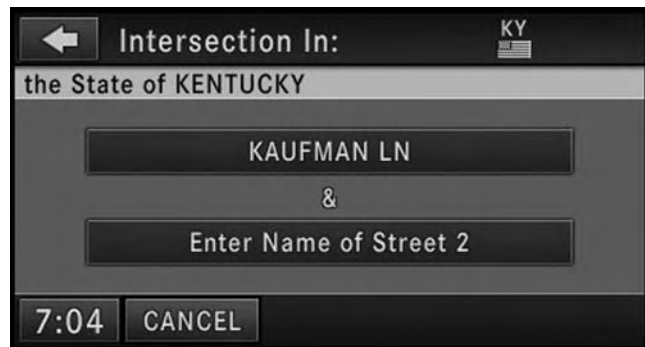 Intersection In: KY
the State of KENTUCKY
KAUFMAN LN
&
Enter Name of Street 2
7:04 CANCEL